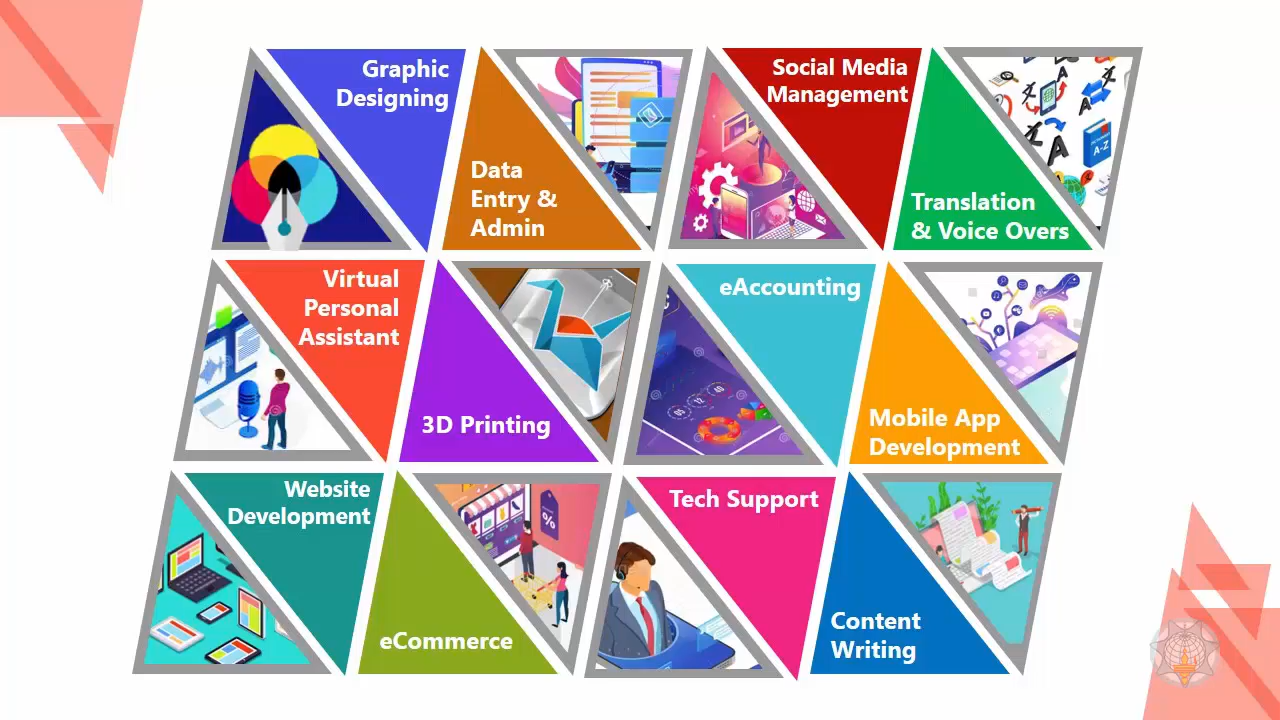 Graphic
Designing
Data
Entry &
Admin
Social Media
Management
Translation
& Voice Overs
A-Z
Virtual
Personal
Assistant
3D Printing
eAccounting
Mobile App
Development
Website
Development
eCommerce
%
Tech Support
Content
Writing